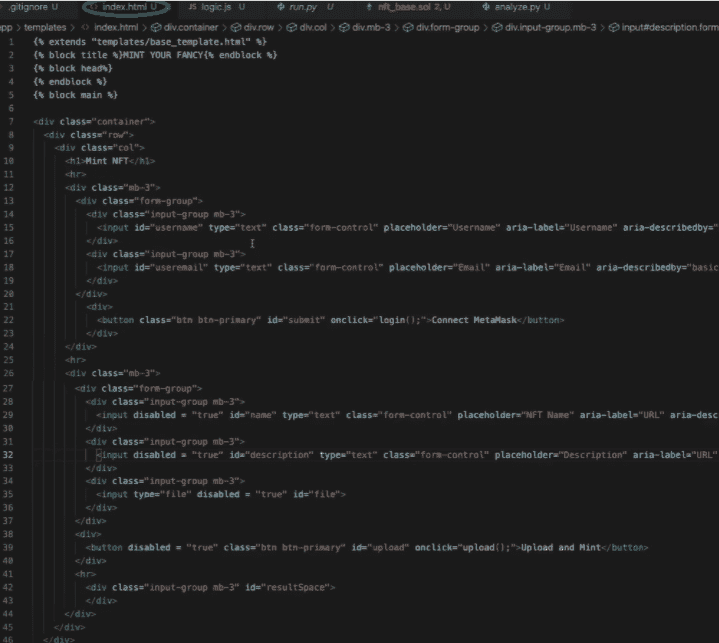 .gitignore U index.html U JS logic.js U run.py U nft_base.sol 2, U analyze.py U
app > templates > index.html > div.container > div.row > div.col > div.mb-3 > div.form-group > div.input-group.mb-3 > input#description.form
1 {% extends "templates/base_template.html" %}
2 {% block title %}MINT YOUR FANCY{% endblock %}
3 {% block head%}
4 {% endblock %}
5 {% block main %}
6
7 <div class="container">
8 <div class="row">
9 <div class="col">
10 <h1>Mint NFT</h1>
11 <hr>
12 <div class="mb-3">
13 <div class="form-group">
14 <div class="input-group mb-3">
15 <input id="username" type="text" class="form-control" placeholder="Username" aria-label="Username" aria-describedby="
16 </div>
17 <div class="input-group mb-3">
18 <input id="useremail" type="text" class="form-control" placeholder="Email" aria-label="Email" aria-describedby="basic
19 </div>
20 </div>
21 <div>
22 <button class="btn btn-primary" id="submit" onclick="login();">Connect MetaMask</button>
23 </div>
24 </div>
25 <hr>
26 <div class="mb-3">
27 <div class="form-group">
28 <div class="input-group mb-3">
29 <input disabled = "true" id="name" type="text" class="form-control" placeholder="NFT Name" aria-label="URL" aria-desc
30 </div>
31 <div class="input-group mb-3">
32 <input disabled = "true" id="description" type="text" class="form-control" placeholder="Description" aria-label="URL"
33 </div>
34 <div class="input-group mb-3">
35 <input type="file" disabled = "true" id="file">
36 </div>
37 </div>
38 <div>
39 <button disabled = "true" class="btn btn-primary" id="upload" onclick="upload();">Upload and Mint</button>
40 </div>
41 <hr>
42 <div class="input-group mb-3" id="resultSpace">
43 </div>
44 </div>
45 </div>
46 </div>